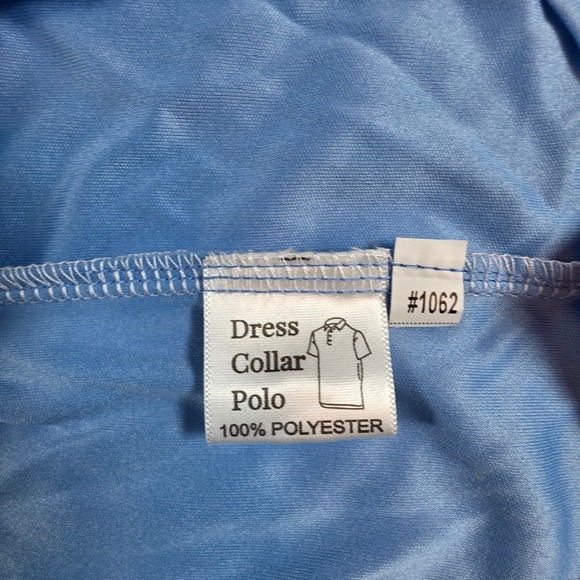 Dress
Collar
Polo
100% POLYESTER
#1062